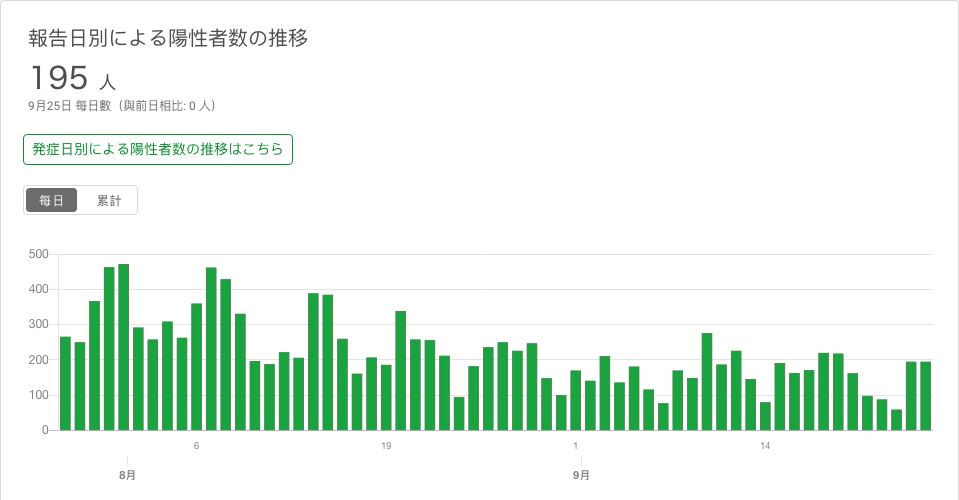 報告日別による陽性者数の推移
195 人
9月25日 毎日數（與前日相比: 0 人）
発症日別による陽性者数の推移はこちら
毎日 累計
500
400
300
200
100
0
6 19 1 14
8月 9月